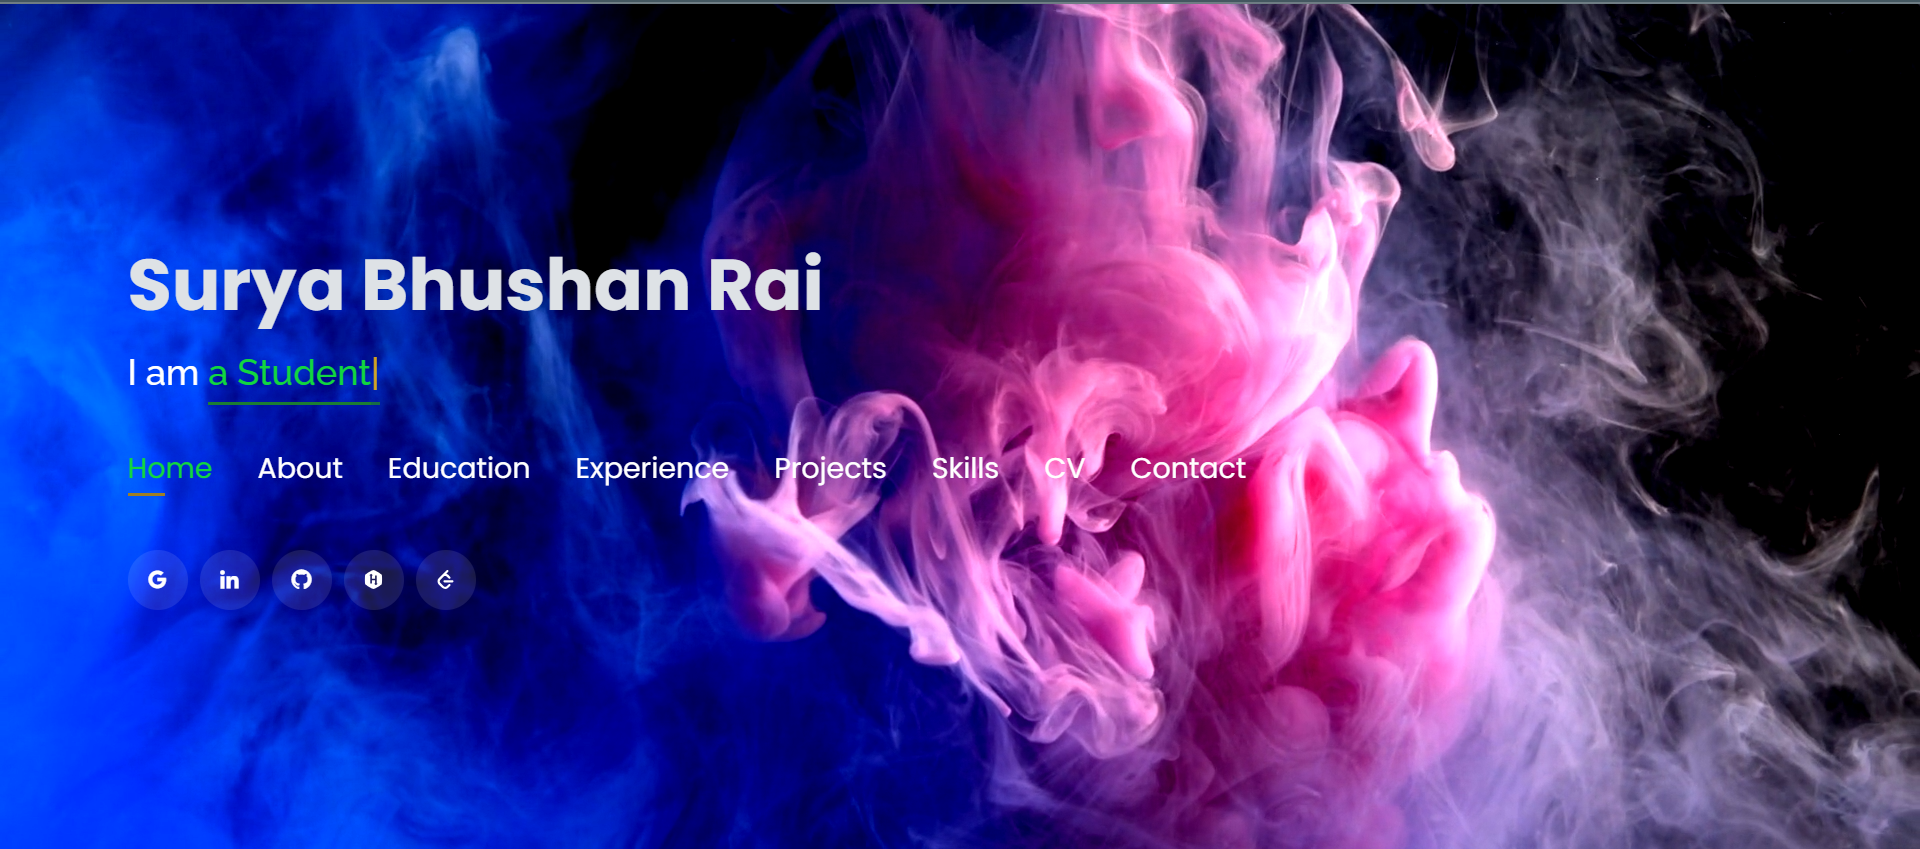 Surya Bhushan Rai
I am a Student
Home About Education Experience Projects Skills CV Contact